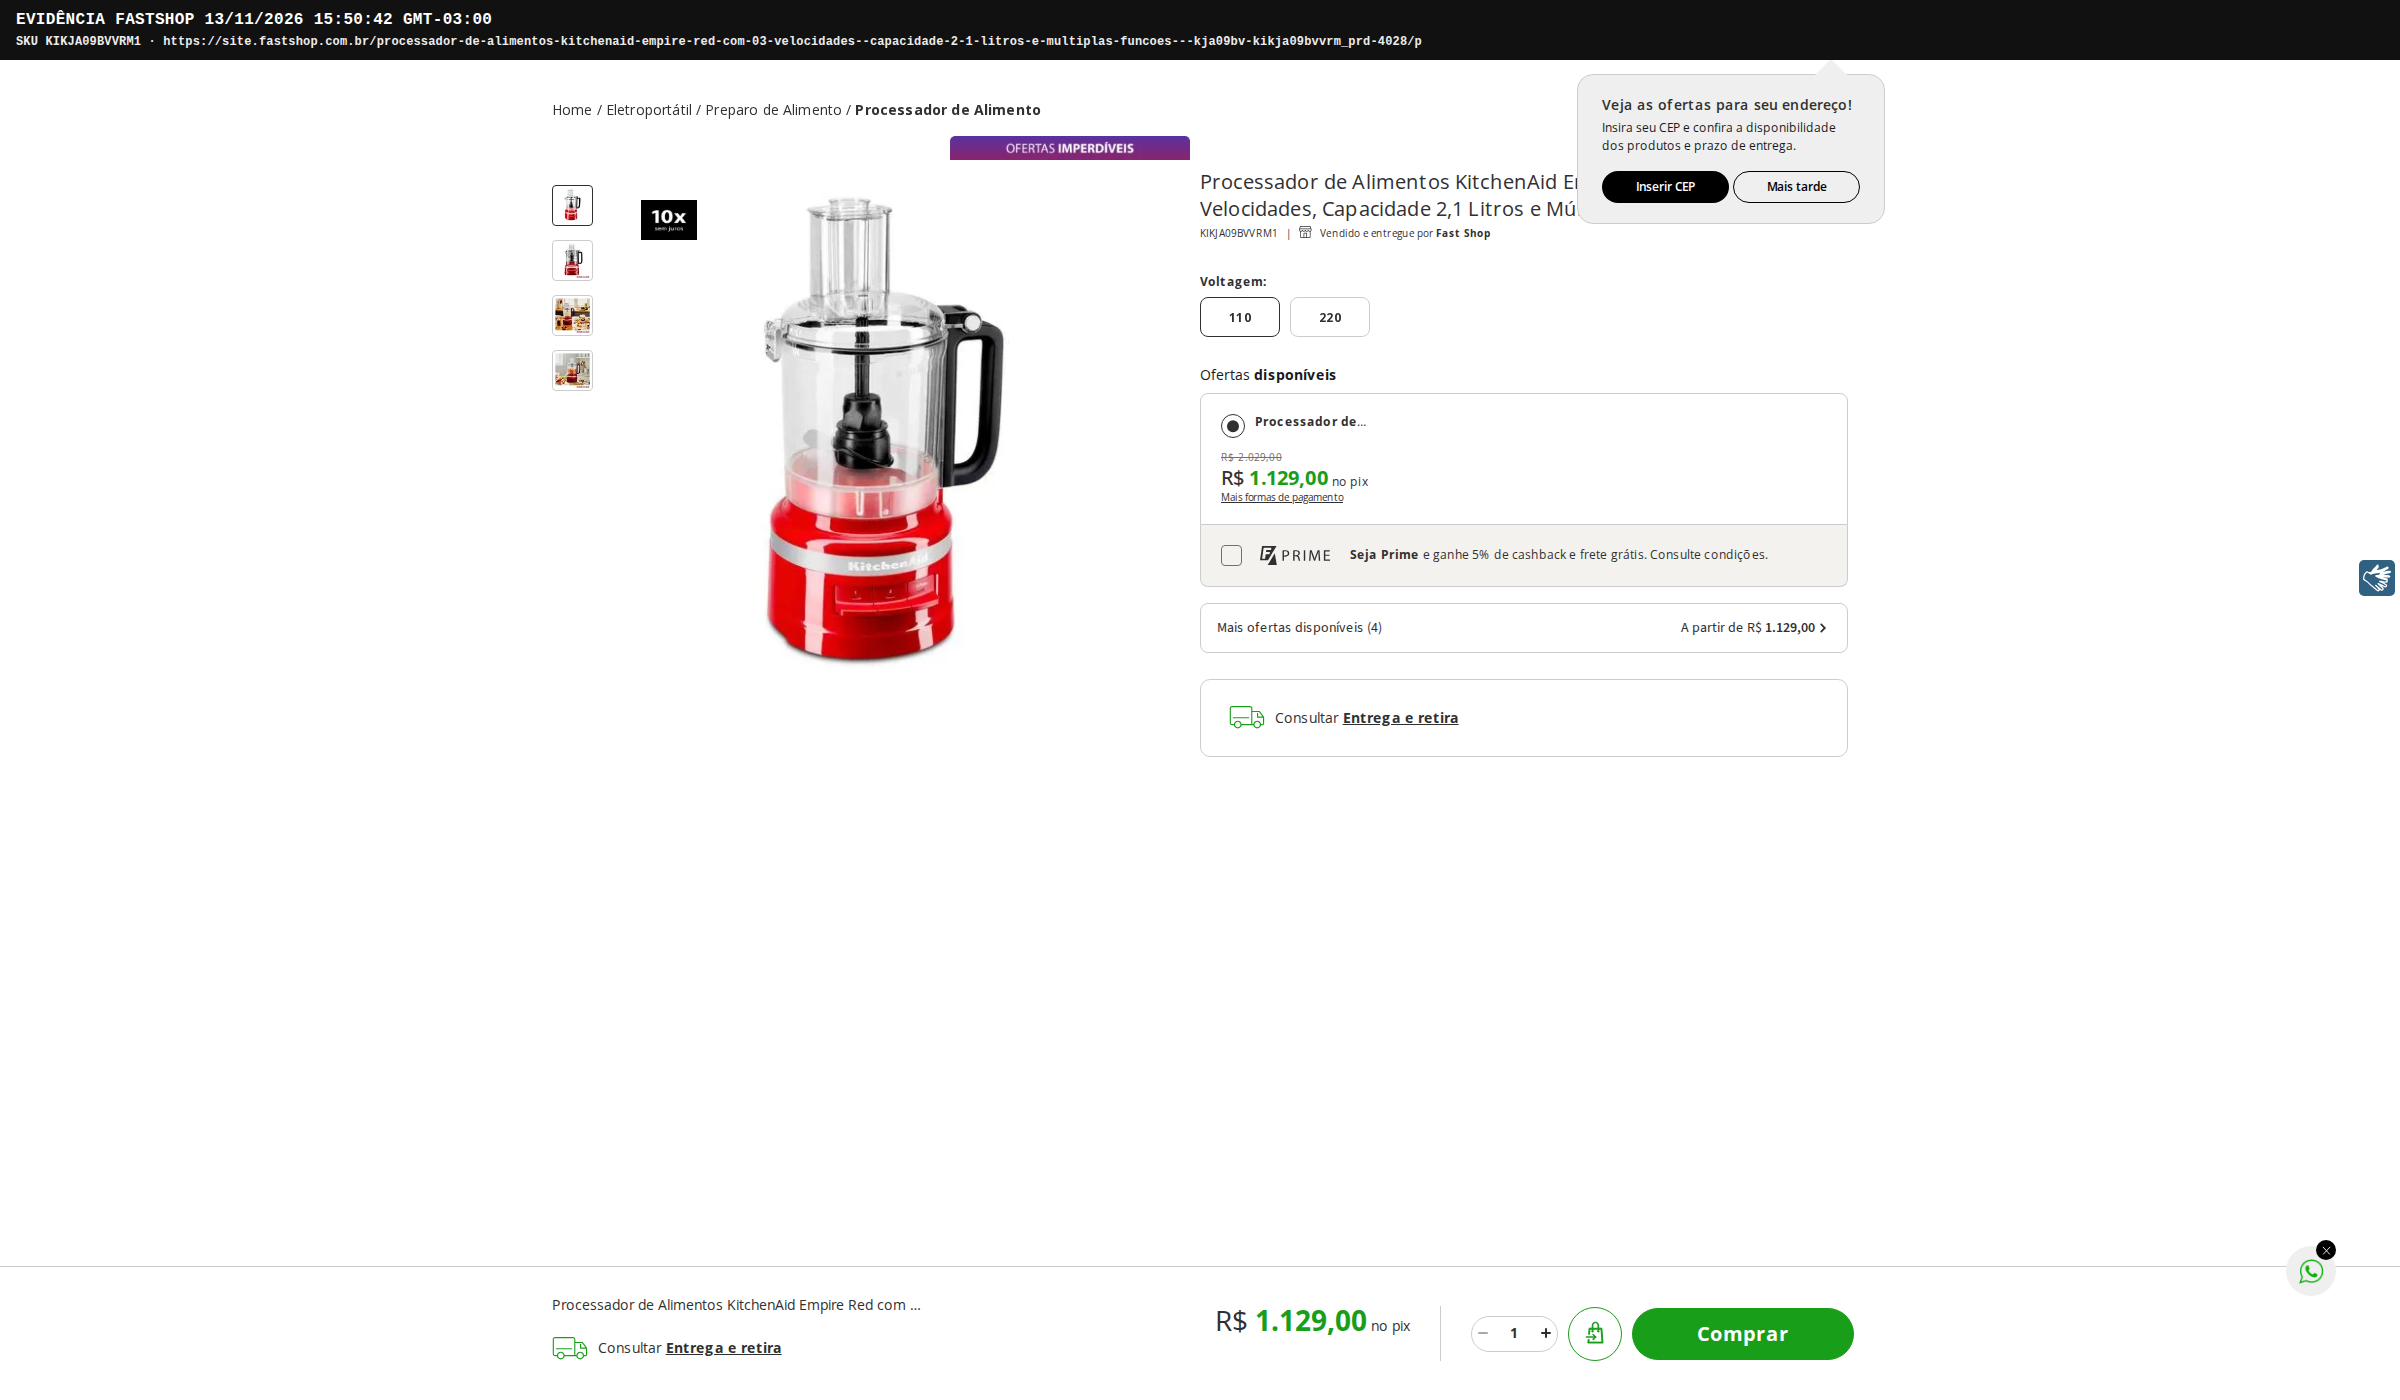 EVIDÊNCIA FASTSHOP 13/11/2026 15:50:42 GMT-03:00
SKU KIKJA09BVVRM1 · https://site.fastshop.com.br/processador-de-alimentos-kitchenaid-empire-red-com-03-velocidades--capacidade-2-1-litros-e-multiplas-funcoes---kja09bv-kikja09bvvrm_prd-4028/p
Home / Eletroportátil / Preparo de Alimento / Processador de Alimento
Veja as ofertas para seu endereço!
Insira seu CEP e confira a disponibilidade
dos produtos e prazo de entrega.
Inserir CEP
Mais tarde
OFERTAS IMPERDÍVEIS
10x
sem juros
KitchenAid
Processador de Alimentos KitchenAid
Velocidades, Capacidade 2,1 Litros e
KIKJA09BVVRM1 | Vendido e entregue por Fast Shop
Voltagem:
110
220
Ofertas disponíveis
Processador de...
R$ 2.029,00
R$ 1.129,00 no pix
Mais formas de pagamento
PRIME Seja Prime e ganhe 5% de cashback e frete grátis. Consulte condições.
Mais ofertas disponíveis (4)
A partir de R$ 1.129,00
Consultar Entrega e retira
Processador de Alimentos KitchenAid Empire Red com ...
Consultar Entrega e retira
R$ 1.129,00 no pix
1
Comprar